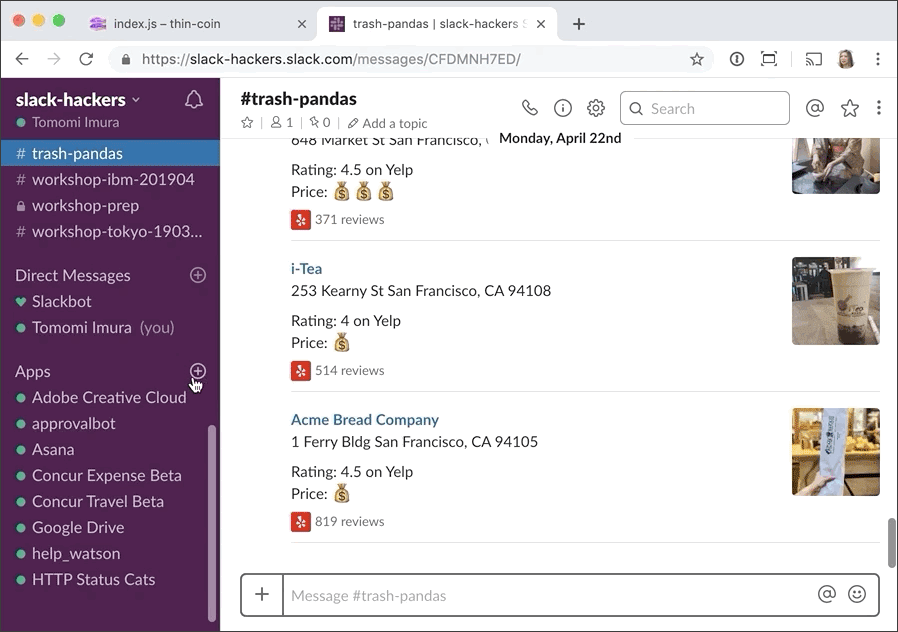 index.js – thin-coin
trash-pandas | slack-hackers S
https://slack-hackers.slack.com/messages/CFDMNH7ED/
slack-hackers
Tomomi Imura
# trash-pandas
# workshop-ibm-201904
workshop-prep
# workshop-tokyo-1903...
Direct Messages
Slackbot
Tomomi Imura (you)
Apps
Adobe Creative Cloud
approvalbot
Asana
Concur Expense Beta
Concur Travel Beta
Google Drive
help_watson
HTTP Status Cats
#trash-pandas
1 | 0 | Add a topic
Search
Monday, April 22nd
648 Market St San Francisco,
Rating: 4.5 on Yelp
Price:
371 reviews
i-Tea
253 Kearny St San Francisco, CA 94108
Rating: 4 on Yelp
Price:
514 reviews
Acme Bread Company
1 Ferry Bldg San Francisco, CA 94105
Rating: 4.5 on Yelp
Price:
819 reviews
Message #trash-pandas